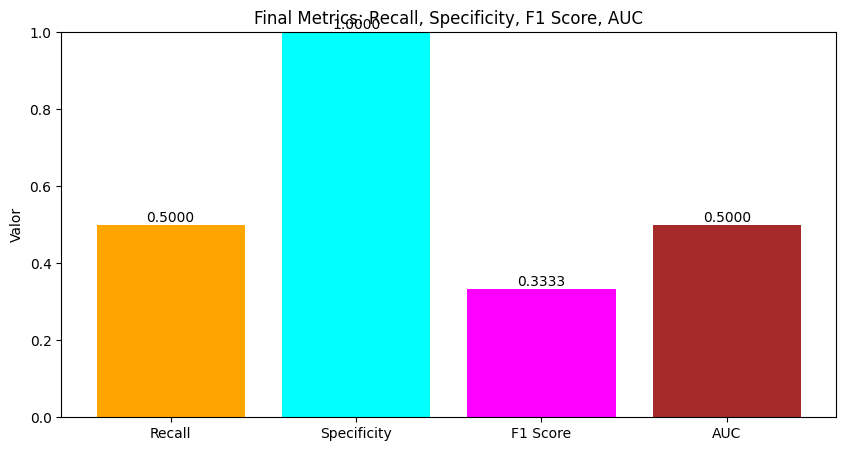 Final Metrics: Recall, Specificity, F1 Score, AUC
1.0000
1.0
0.8
0.6
0.5000
0.5000
0.4
0.3333
0.2
0.0
Valor
Recall
Specificity
F1 Score
AUC